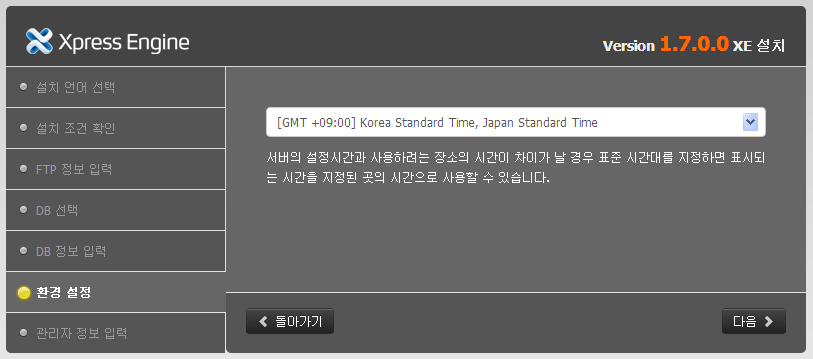 Xpress Engine
Version 1.7.0.0 XE 설치
설치 언어 선택
설치 조건 확인
FTP 정보 입력
DB 선택
DB 정보 입력
환경 설정
관리자 정보 입력
[GMT +09:00] Korea Standard Time, Japan Standard Time
서버의 설정시간과 사용하려는 장소의 시간이 차이가 날 경우 표준 시간대를 지정하면 표시되
는 시간을 지정된 곳의 시간으로 사용할 수 있습니다.
돌아가기
다음